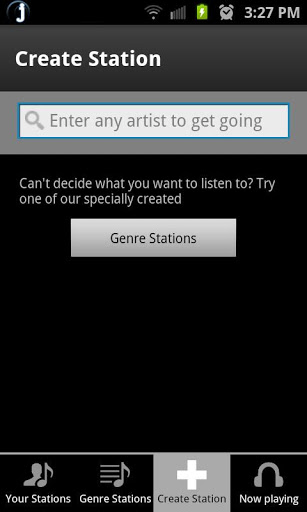 3:27 PM
Create Station
Enter any artist to get going
Can't decide what you want to listen to? Try
one of our specially created
Genre Stations
Your Stations Genre Stations Create Station Now playing